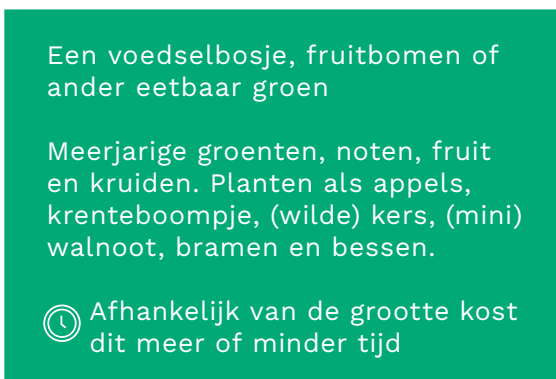 Een voedselbosje, fruitbomen of
ander eetbaar groen
Meerjarige groenten, noten, fruit
en kruiden. Planten als appels,
krenteboompje, (wilde) kers, (mini)
walnoot, bramen en bessen.
Afhankelijk van de grootte kost
dit meer of minder tijd